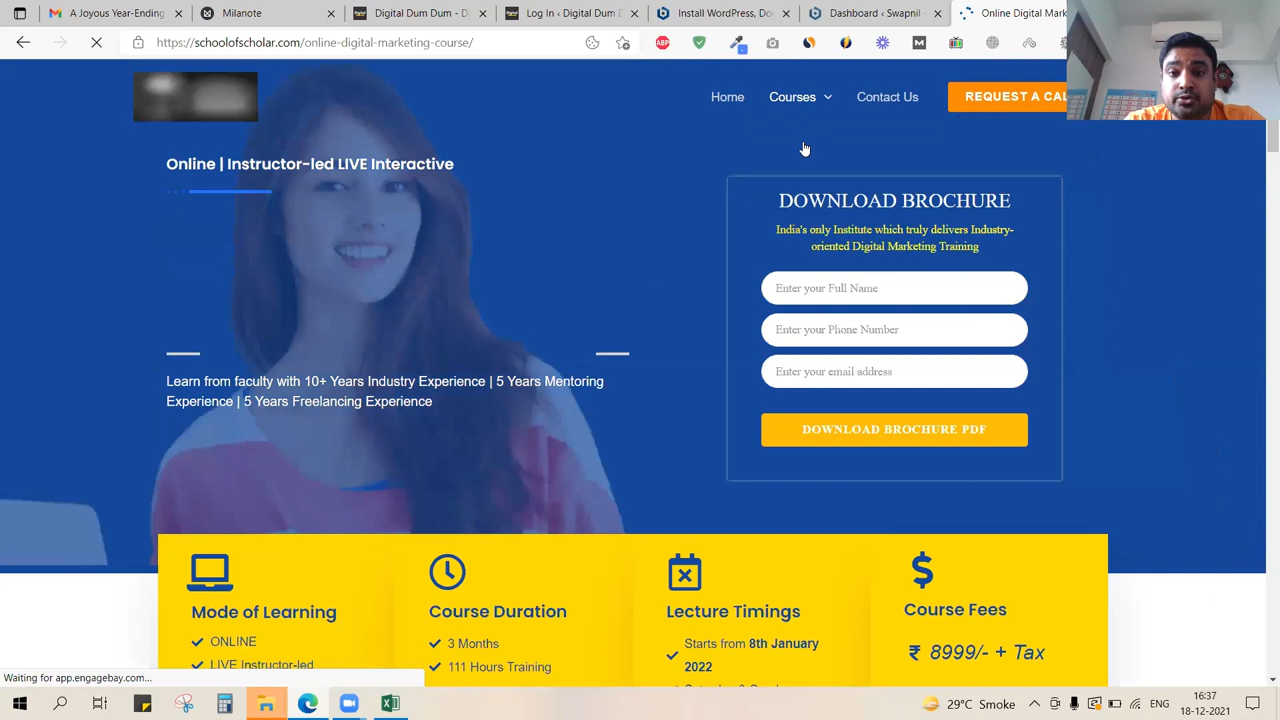 A Joyous Year-Ending
Milanote
Digital Dum Dum - D
Log In ‹ Digital Dum D
Install WordPress, Do
Dashboard ‹ Swapnil
Online Digital Ma
https://schoolofscholar.com/online-digital-marketing-course/
ABP
Home
Courses
Contact Us
REQUEST A CAL
Online | Instructor-led LIVE Interactive
DOWNLOAD BROCHURE
India's only Institute which truly delivers Industry-
oriented Digital Marketing Training
Enter your Full Name
Enter your Phone Number
Enter your email address
DOWNLOAD BROCHURE PDF
Learn from faculty with 10+ Years Industry Experience | 5 Years Mentoring
Experience | 5 Years Freelancing Experience
Mode of Learning
ONLINE
LIVE Instructor-led
Course Duration
3 Months
111 Hours Training
Lecture Timings
Starts from 8th January
2022
Course Fees
₹ 8999/- + Tax
Waiting for app.engagebay.com...
29°C Smoke
ENG
16:37
18-12-2021